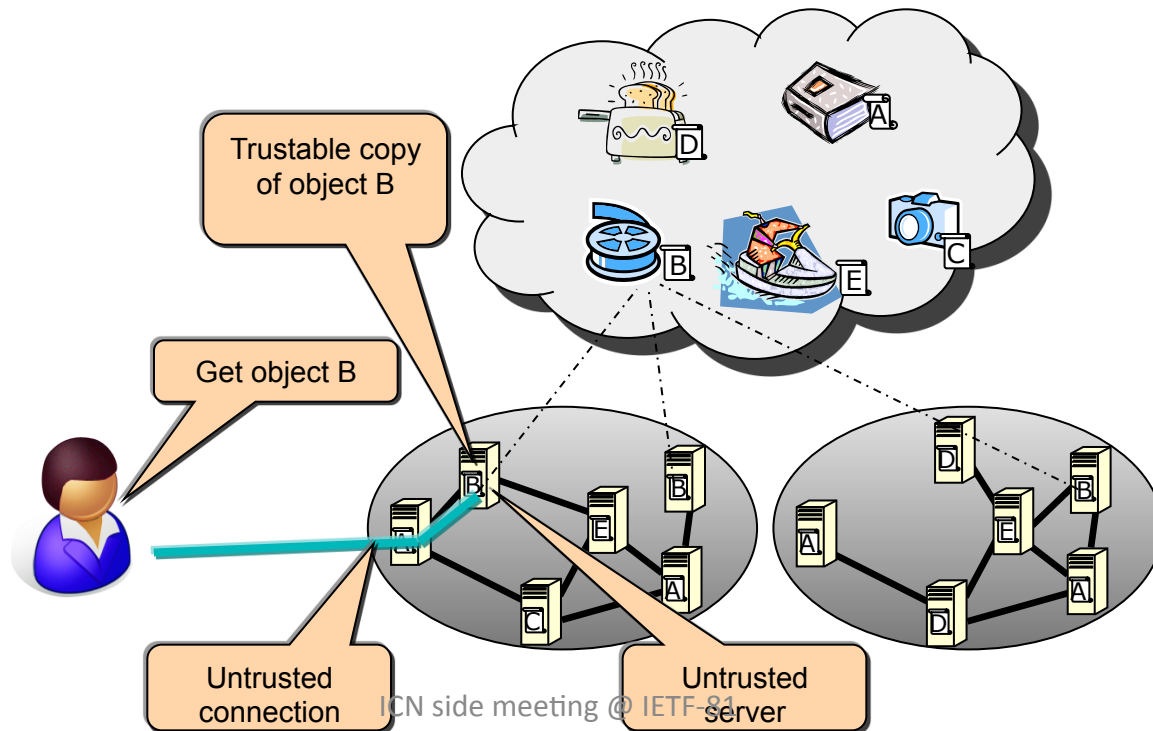 D
A
B
E
C
Trustable copy
of object B
Get object B
B
B
E
A
C
D
B
A
E
A
D
Untrusted
connection
Untrusted
server
ICN side meeting @ IETF-81